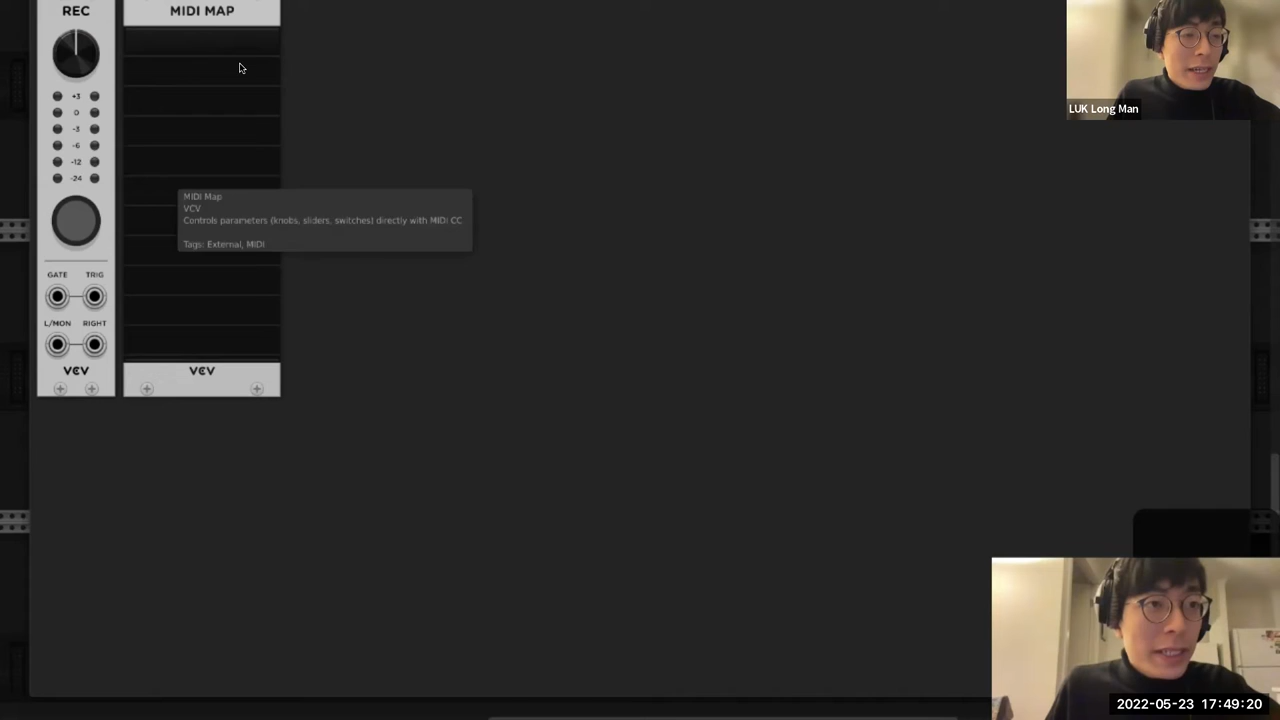 REC
+3
0
-3
-6
-12
-24
GATE TRIG
L/MON RIGHT
VCV
MIDI MAP
MIDI Map
VCV
Controls parameters (knobs, sliders, switches) directly with MIDI CC
Tags: External, MIDI
VCV
LUK Long Man
2022-05-23 17:49:20